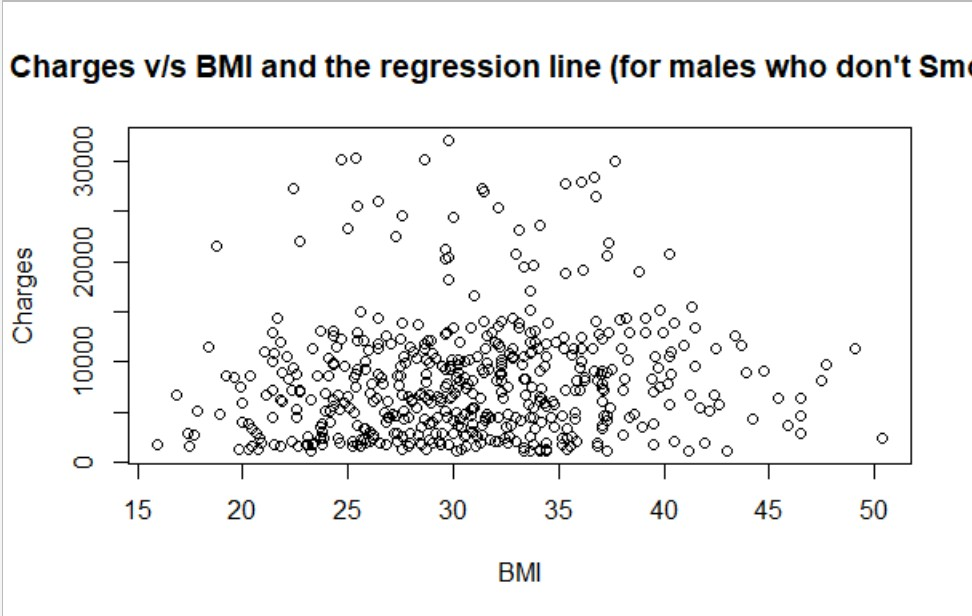 Charges v/s BMI and the regression line (for males who don't Smo
30000
20000
10000
0
Charges
15 20 25 30 35 40 45 50
BMI